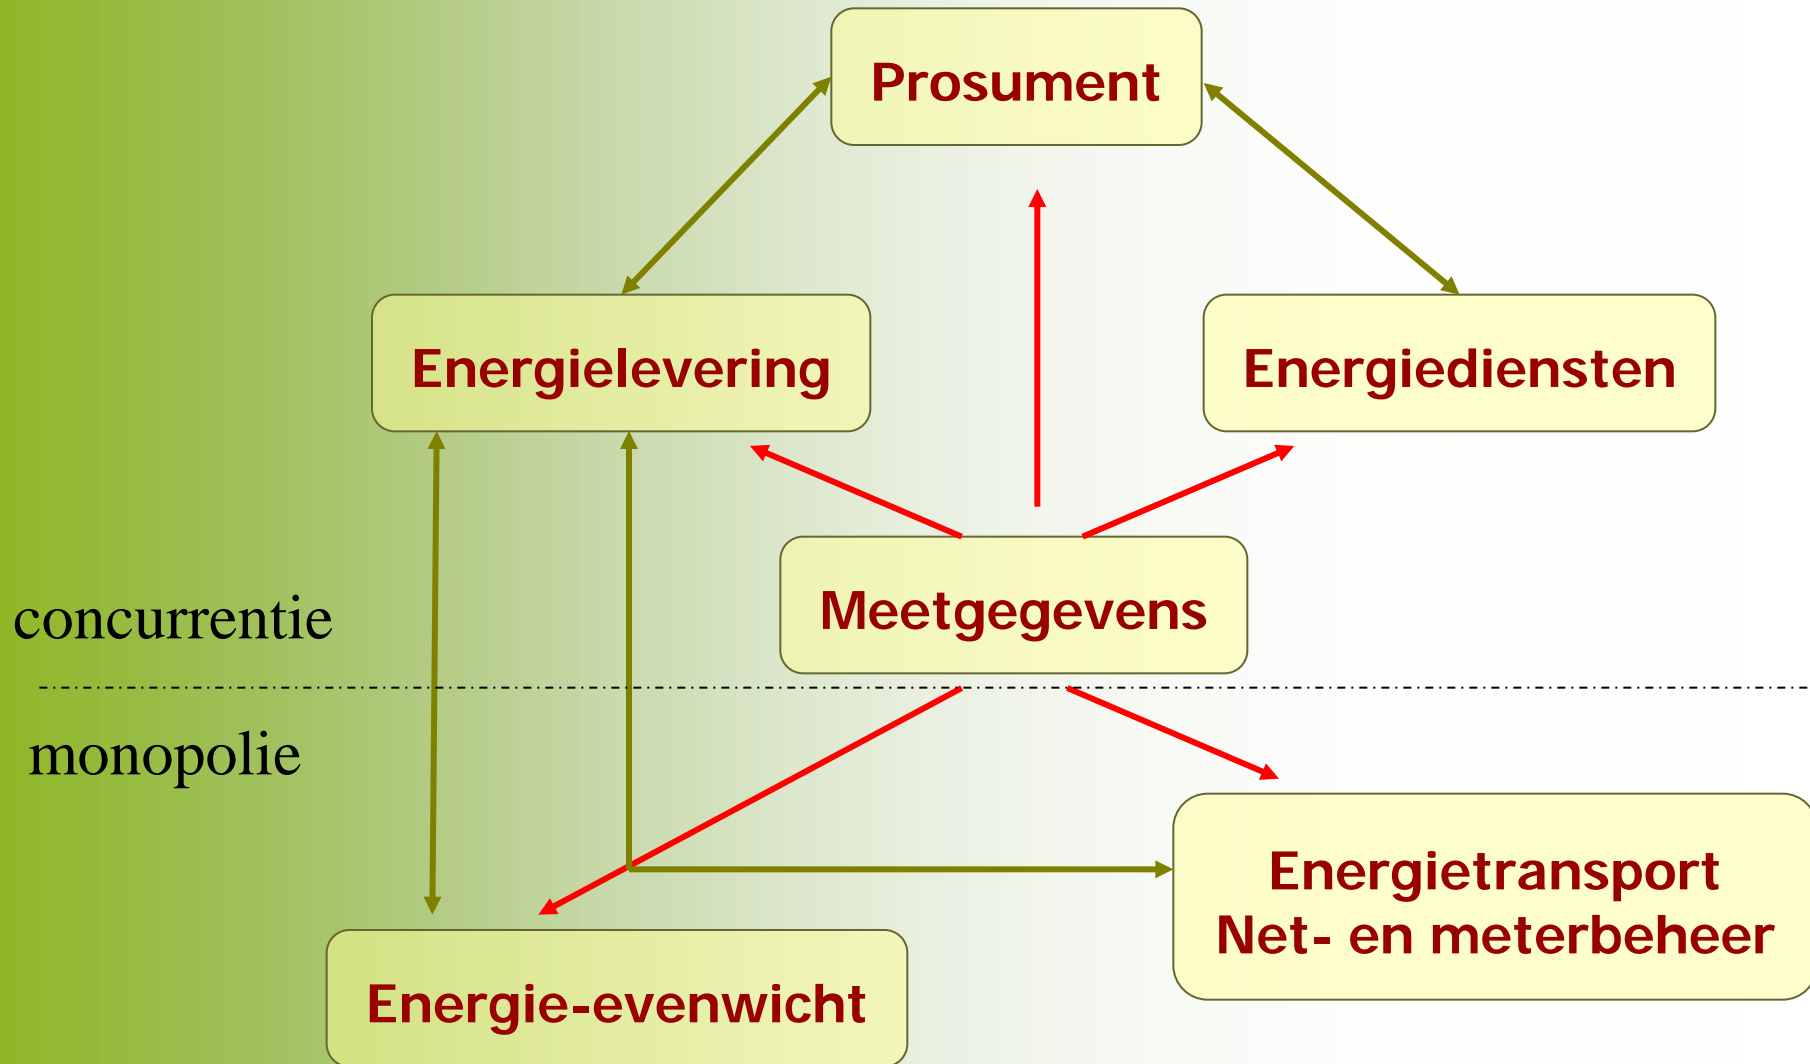 Prosument
Energielevering
Energiediensten
Meetgegevens
concurrentie
monopolie
Energietransport
Net- en meterbeheer
Energie-evenwicht